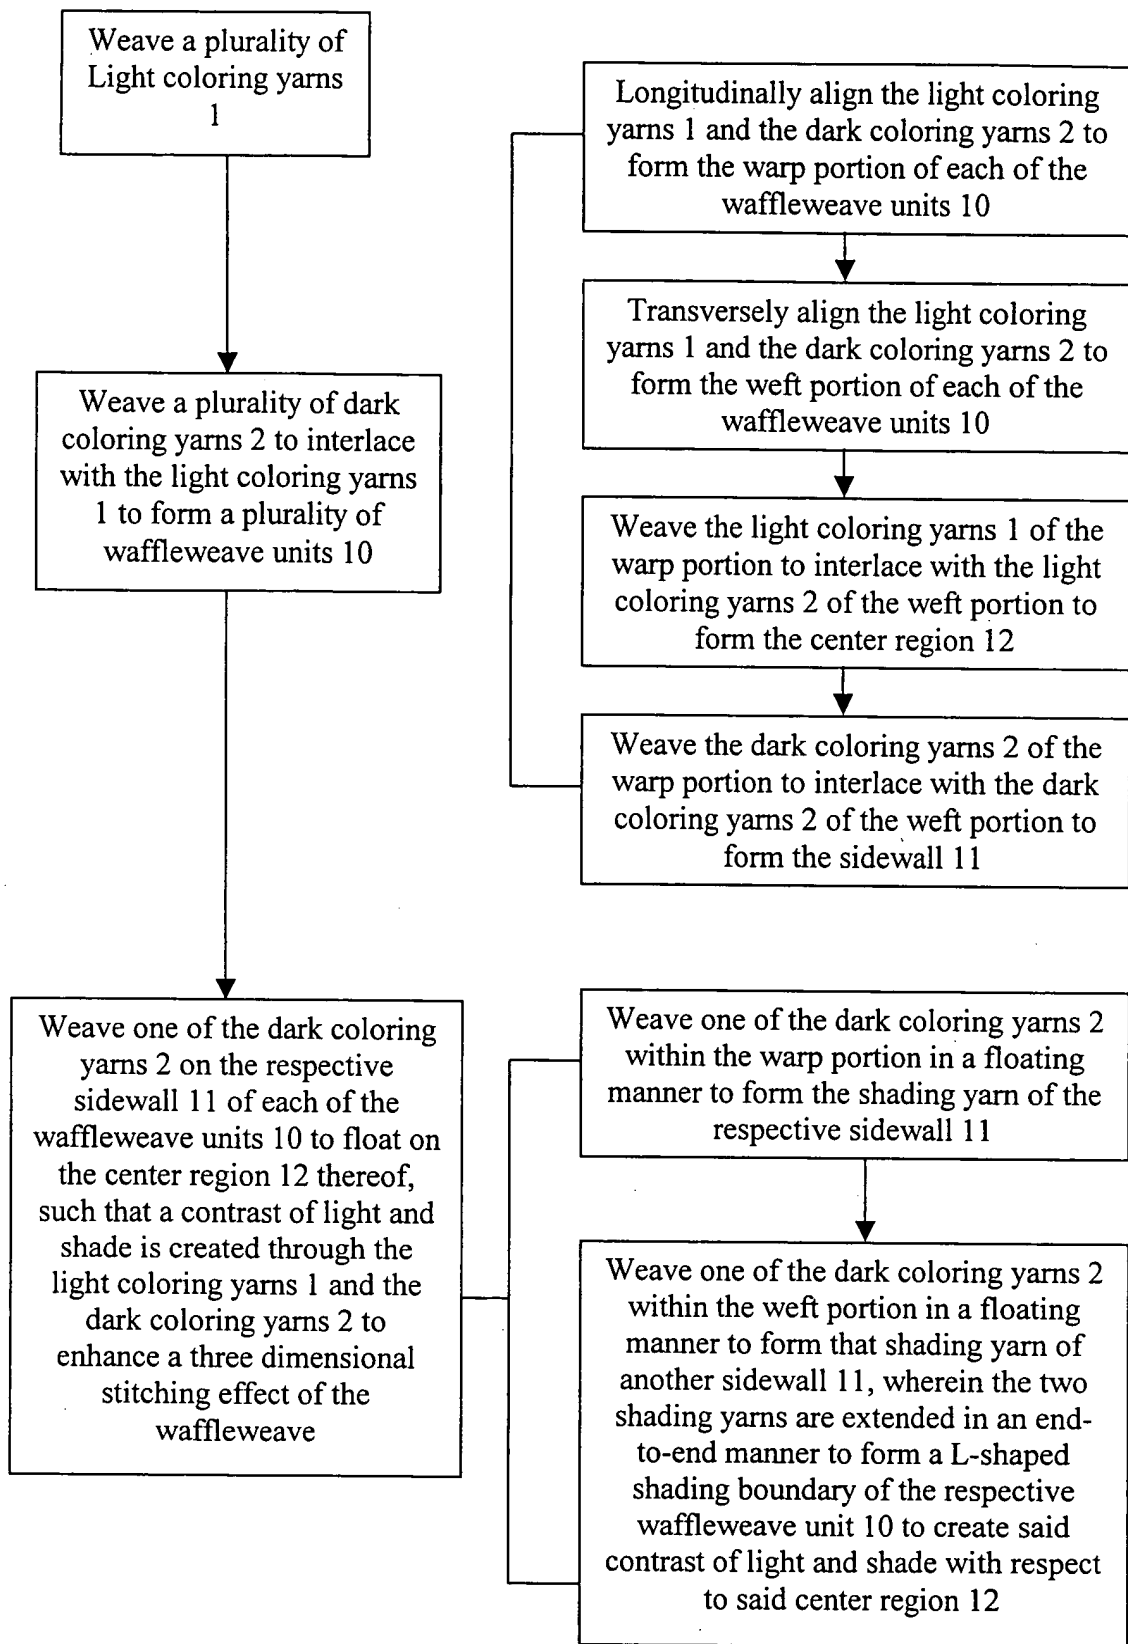 Weave a plurality of
Light coloring yarns
1
Weave a plurality of dark
coloring yarns 2 to interlace
with the light coloring yarns
1 to form a plurality of
waffleweave units 10
Weave one of the dark coloring
yarns 2 on the respective
sidewall 11 of each of the
waffleweave units 10 to float on
the center region 12 thereof,
such that a contrast of light and
shade is created through the
light coloring yarns 1 and the
dark coloring yarns 2 to
enhance a three dimensional
stitching effect of the
waffleweave
Longitudinally align the light coloring
yarns 1 and the dark coloring yarns 2 to
form the warp portion of each of the
waffleweave units 10
Transversely align the light coloring
yarns 1 and the dark coloring yarns 2 to
form the weft portion of each of the
waffleweave units 10
Weave the light coloring yarns 1 of the
warp portion to interlace with the light
coloring yarns 2 of the weft portion to
form the center region 12
Weave the dark coloring yarns 2 of the
warp portion to interlace with the dark
coloring yarns 2 of the weft portion to
form the sidewall 11
Weave one of the dark coloring yarns 2
within the warp portion in a floating
manner to form the shading yarn of the
respective sidewall 11
Weave one of the dark coloring yarns 2
within the weft portion in a floating
manner to form that shading yarn of
another sidewall 11, wherein the two
shading yarns are extended in an end-
to-end manner to form a L-shaped
shading boundary of the respective
waffleweave unit 10 to create said
contrast of light and shade with respect
to said center region 12